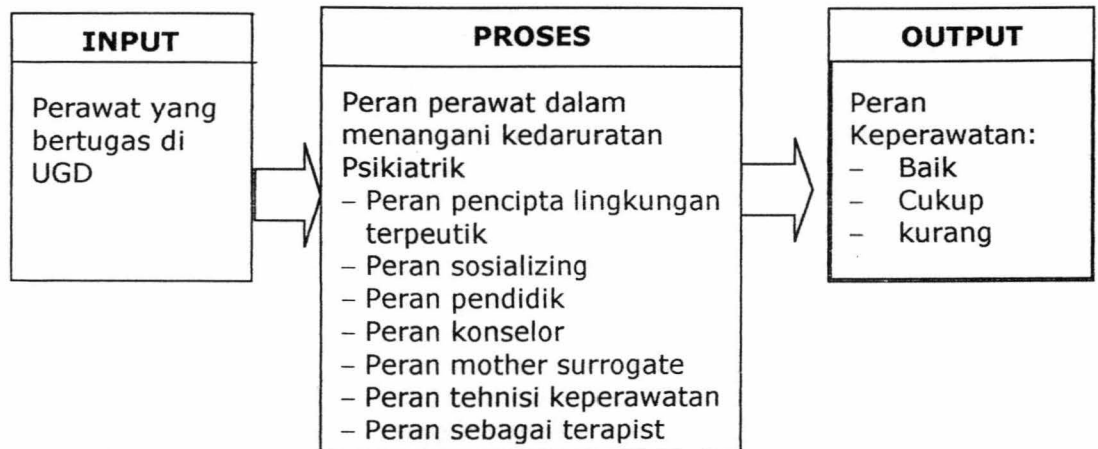 INPUT
Perawat yang
bertugas di
UGD
PROSES
Peran perawat dalam
menangani kedaruratan
Psikiatrik
– Peran pencipta lingkungan
terpeutik
– Peran sosializing
– Peran pendidik
– Peran konselor
– Peran mother surrogate
– Peran tehnisi keperawatan
– Peran sebagai terapist
OUTPUT
Peran
Keperawatan:
– Baik
– Cukup
– kurang